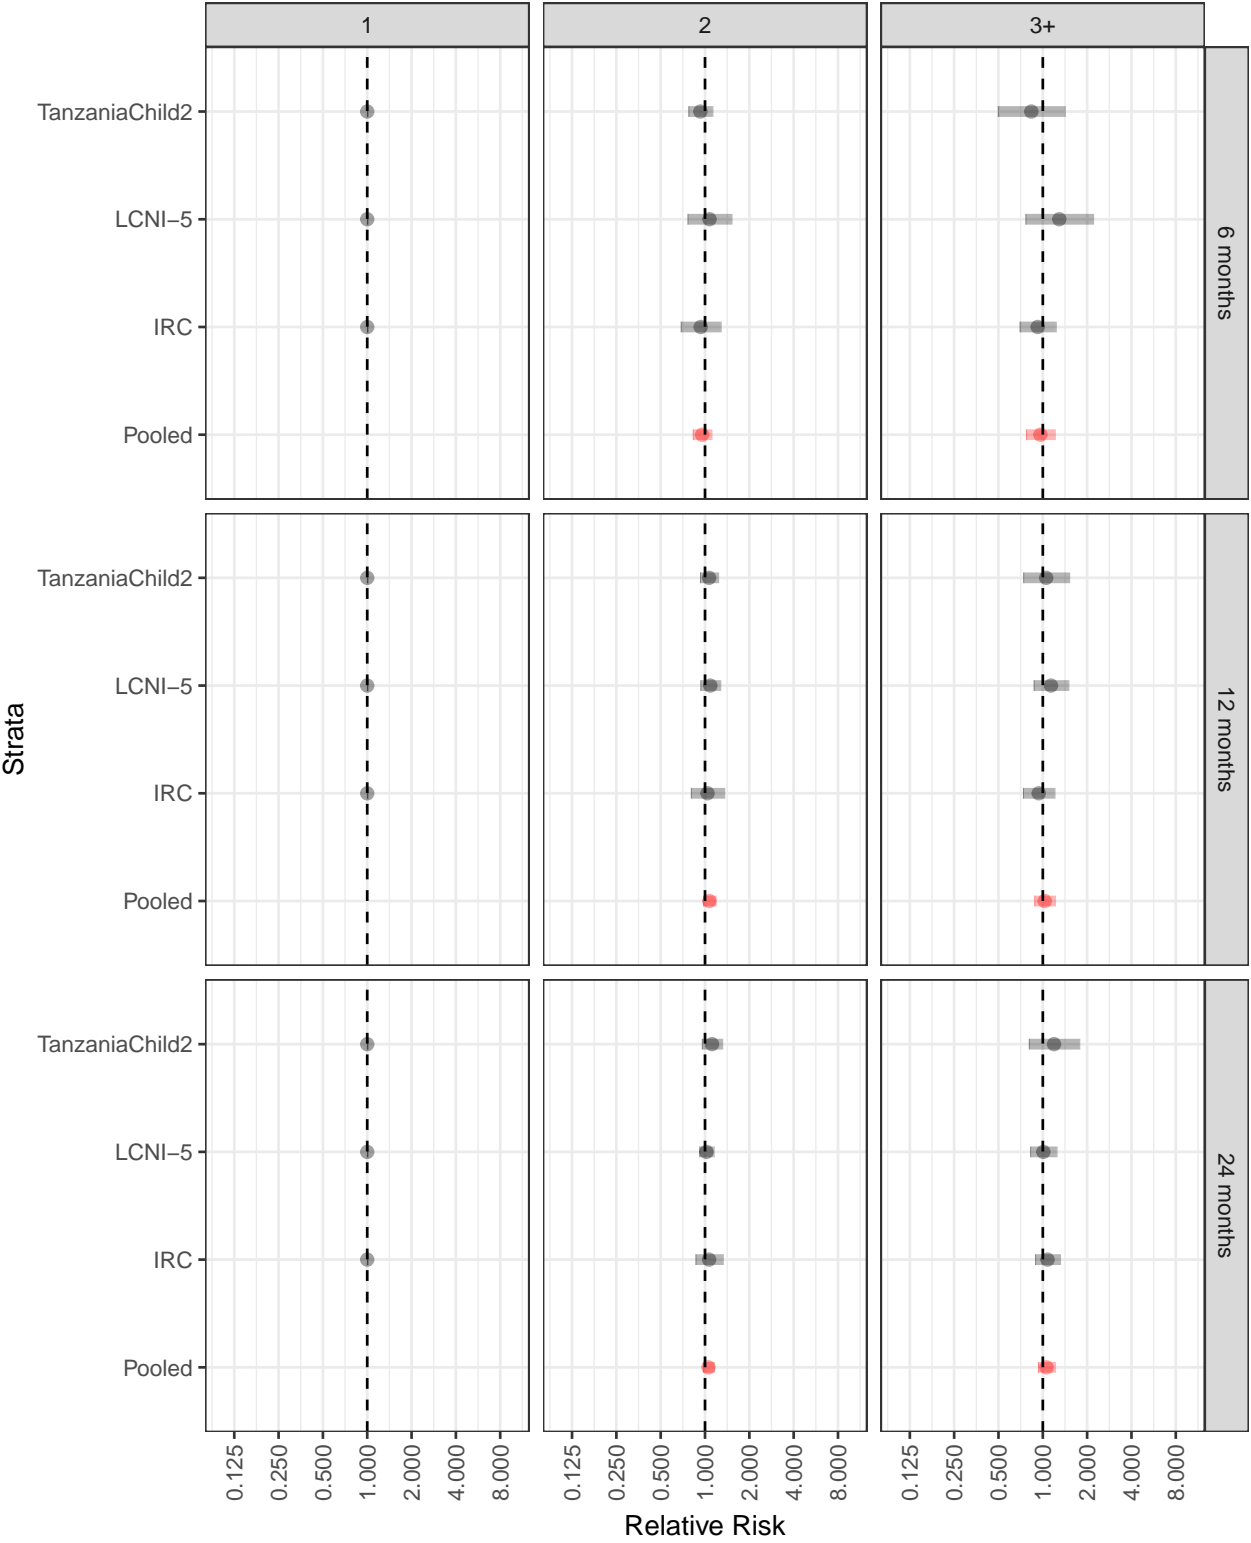 1 2 3+
TanzaniaChild2
LCNI−5
IRC
Pooled
6 months
TanzaniaChild2
LCNI−5
IRC
Pooled
12 months
TanzaniaChild2
LCNI−5
IRC
Pooled
24 months
Strata
0.125 0.250 0.500 1.000 2.000 4.000 8.000 0.125 0.250 0.500 1.000 2.000 4.000 8.000 0.125 0.250 0.500 1.000 2.000 4.000 8.000
Relative Risk